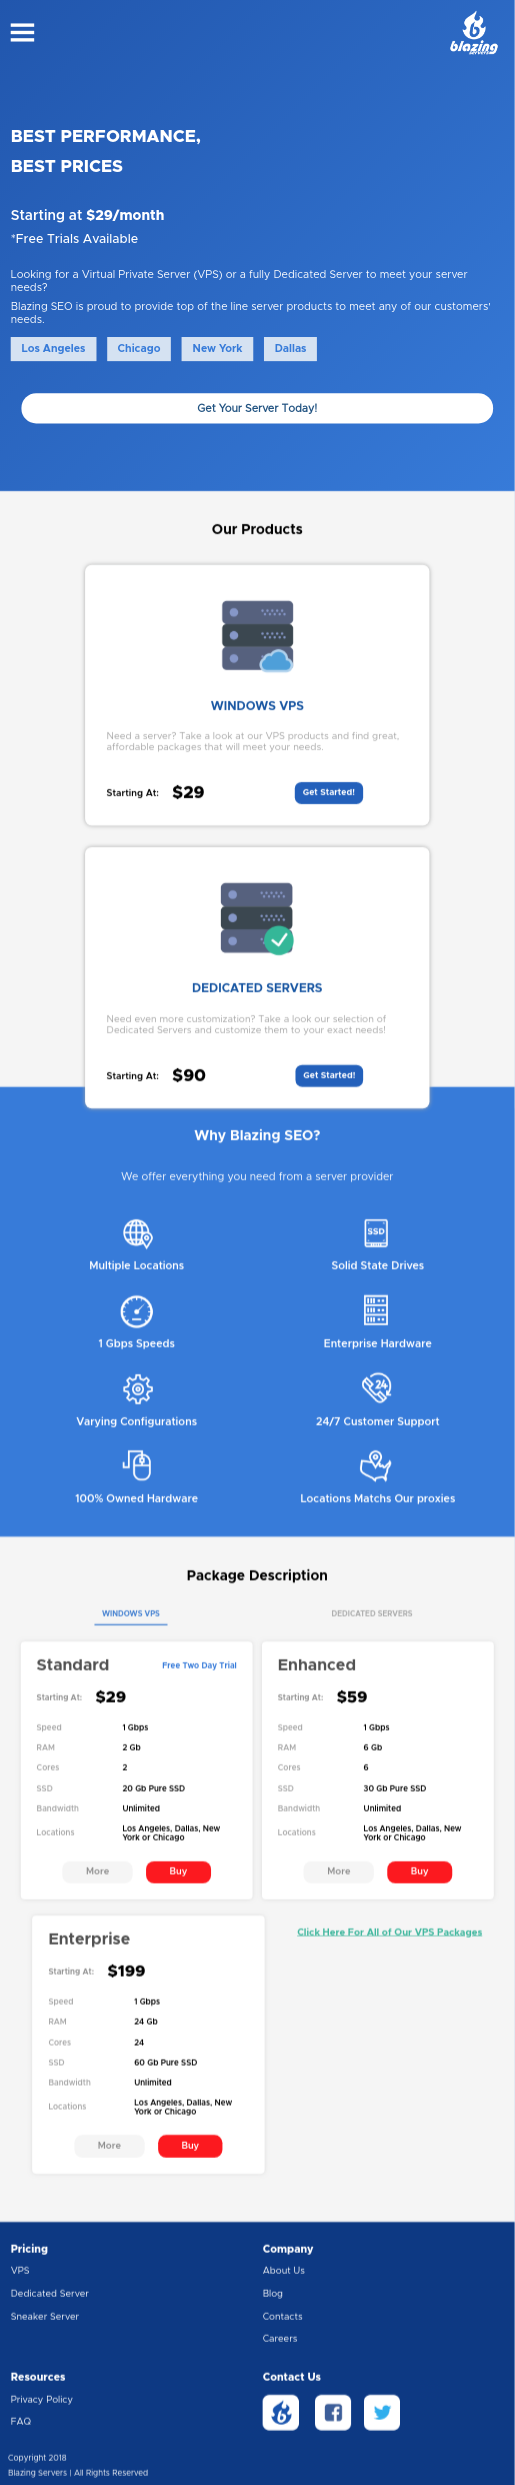 blazing
SERVERS
BEST PERFORMANCE,
BEST PRICES
Starting at $29/month
*Free Trials Available
Looking for a Virtual Private Server (VPS) or a fully Dedicated Server to meet your server
needs?
Blazing SEO is proud to provide top of the line server products to meet any of our customers'
needs.
Los Angeles Chicago New York Dallas
Get Your Server Today!
Our Products
WINDOWS VPS
Need a server? Take a look at our VPS products and find great,
affordable packages that will meet your needs.
Starting At: $29 Get Started!
DEDICATED SERVERS
Need even more customization? Take a look our selection of
Dedicated Servers and customize them to your exact needs!
Starting At: $90 Get Started!
Why Blazing SEO?
We offer everything you need from a server provider
SSD
Multiple Locations Solid State Drives
1 Gbps Speeds Enterprise Hardware
24
Varying Configurations 24/7 Customer Support
100% Owned Hardware Locations Matchs Our proxies
Package Description
WINDOWS VPS DEDICATED SERVERS
Standard Free Two Day Trial
Starting At: $29
Speed 1 Gbps
RAM 2 Gb
Cores 2
SSD 20 Gb Pure SSD
Bandwidth Unlimited
Locations Los Angeles, Dallas, New
York or Chicago
More Buy
Enhanced
Starting At: $59
Speed 1 Gbps
RAM 6 Gb
Cores 6
SSD 30 Gb Pure SSD
Bandwidth Unlimited
Locations Los Angeles, Dallas, New
York or Chicago
More Buy
Enterprise
Starting At: $199
Speed 1 Gbps
RAM 24 Gb
Cores 24
SSD 60 Gb Pure SSD
Bandwidth Unlimited
Locations Los Angeles, Dallas, New
York or Chicago
More Buy
Click Here For All of Our VPS Packages
Pricing
VPS
Dedicated Server
Sneaker Server
Company
About Us
Blog
Contacts
Careers
Resources
Privacy Policy
FAQ
Contact Us
Copyright 2018
Blazing Servers | All Rights Reserved